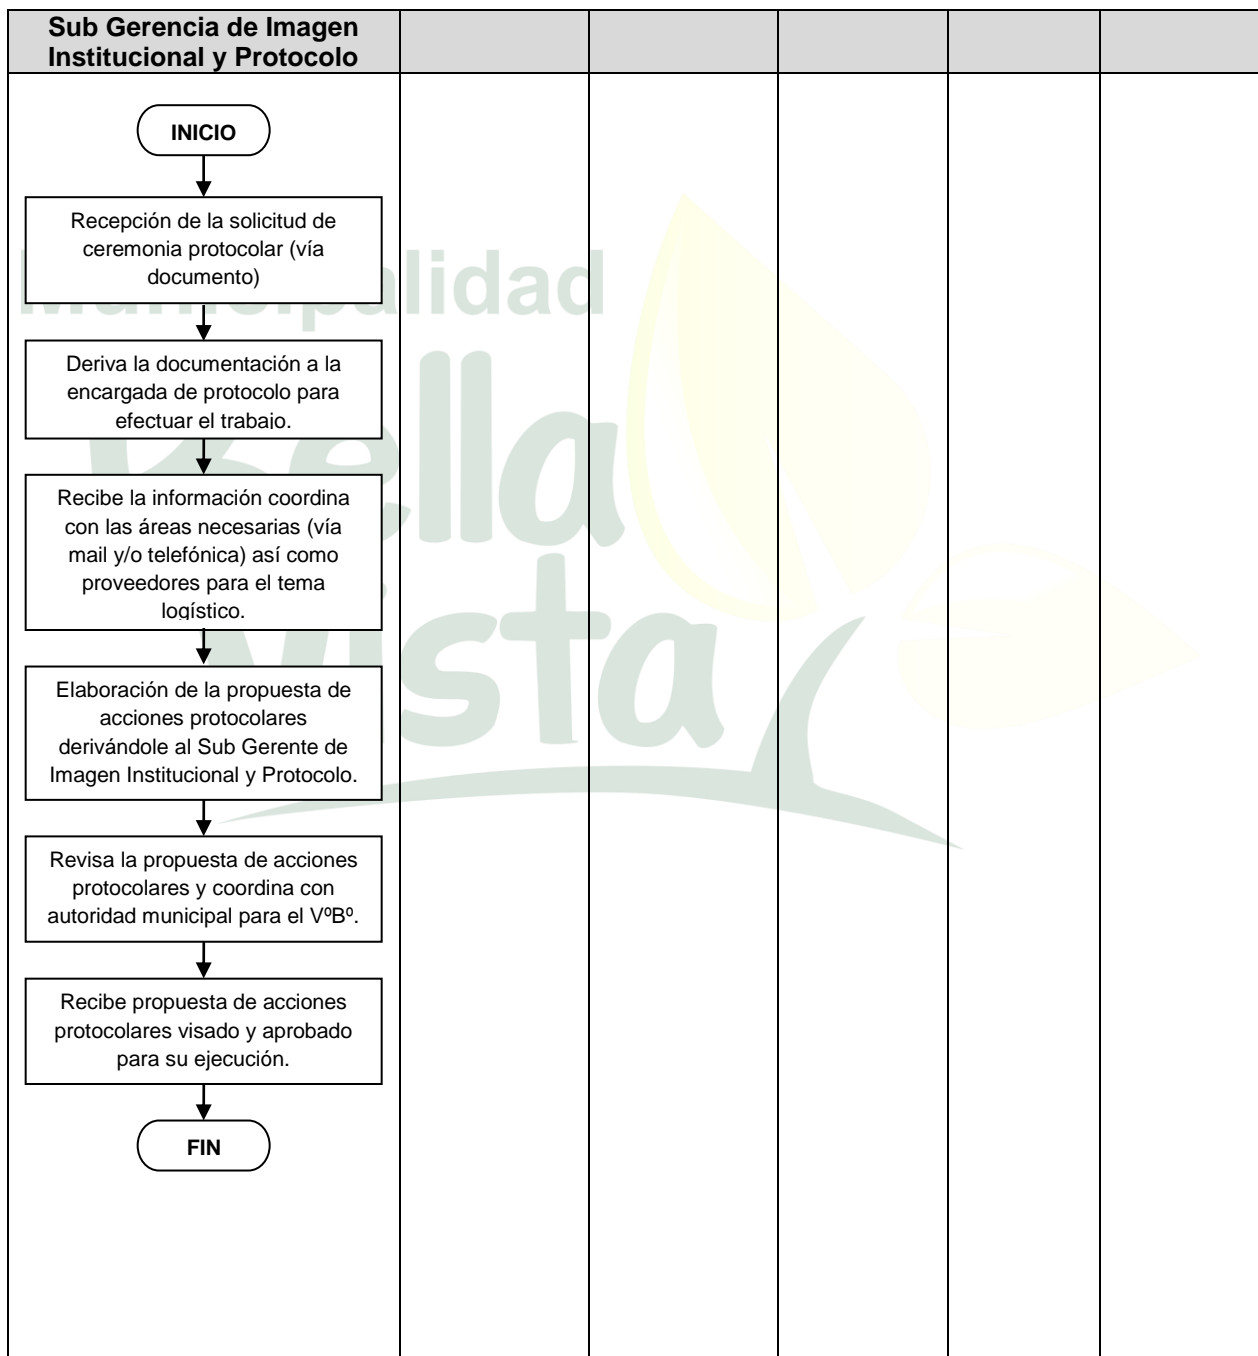 Sub Gerencia de Imagen
Institucional y Protocolo
INICIO
Recepción de la solicitud de
ceremonia protocolar (vía
documento)
Municipalidad
Deriva la documentación a la
encargada de protocolo para
efectuar el trabajo.
Bella
Recibe la información coordina
con las áreas necesarias (vía
mail y/o telefónica) así como
proveedores para el tema
logístico.
Vista
Elaboración de la propuesta de
acciones protocolares
derivándole al Sub Gerente de
Imagen Institucional y Protocolo.
Revisa la propuesta de acciones
protocolares y coordina con
autoridad municipal para el VºBº.
Recibe propuesta de acciones
protocolares visado y aprobado
para su ejecución.
FIN